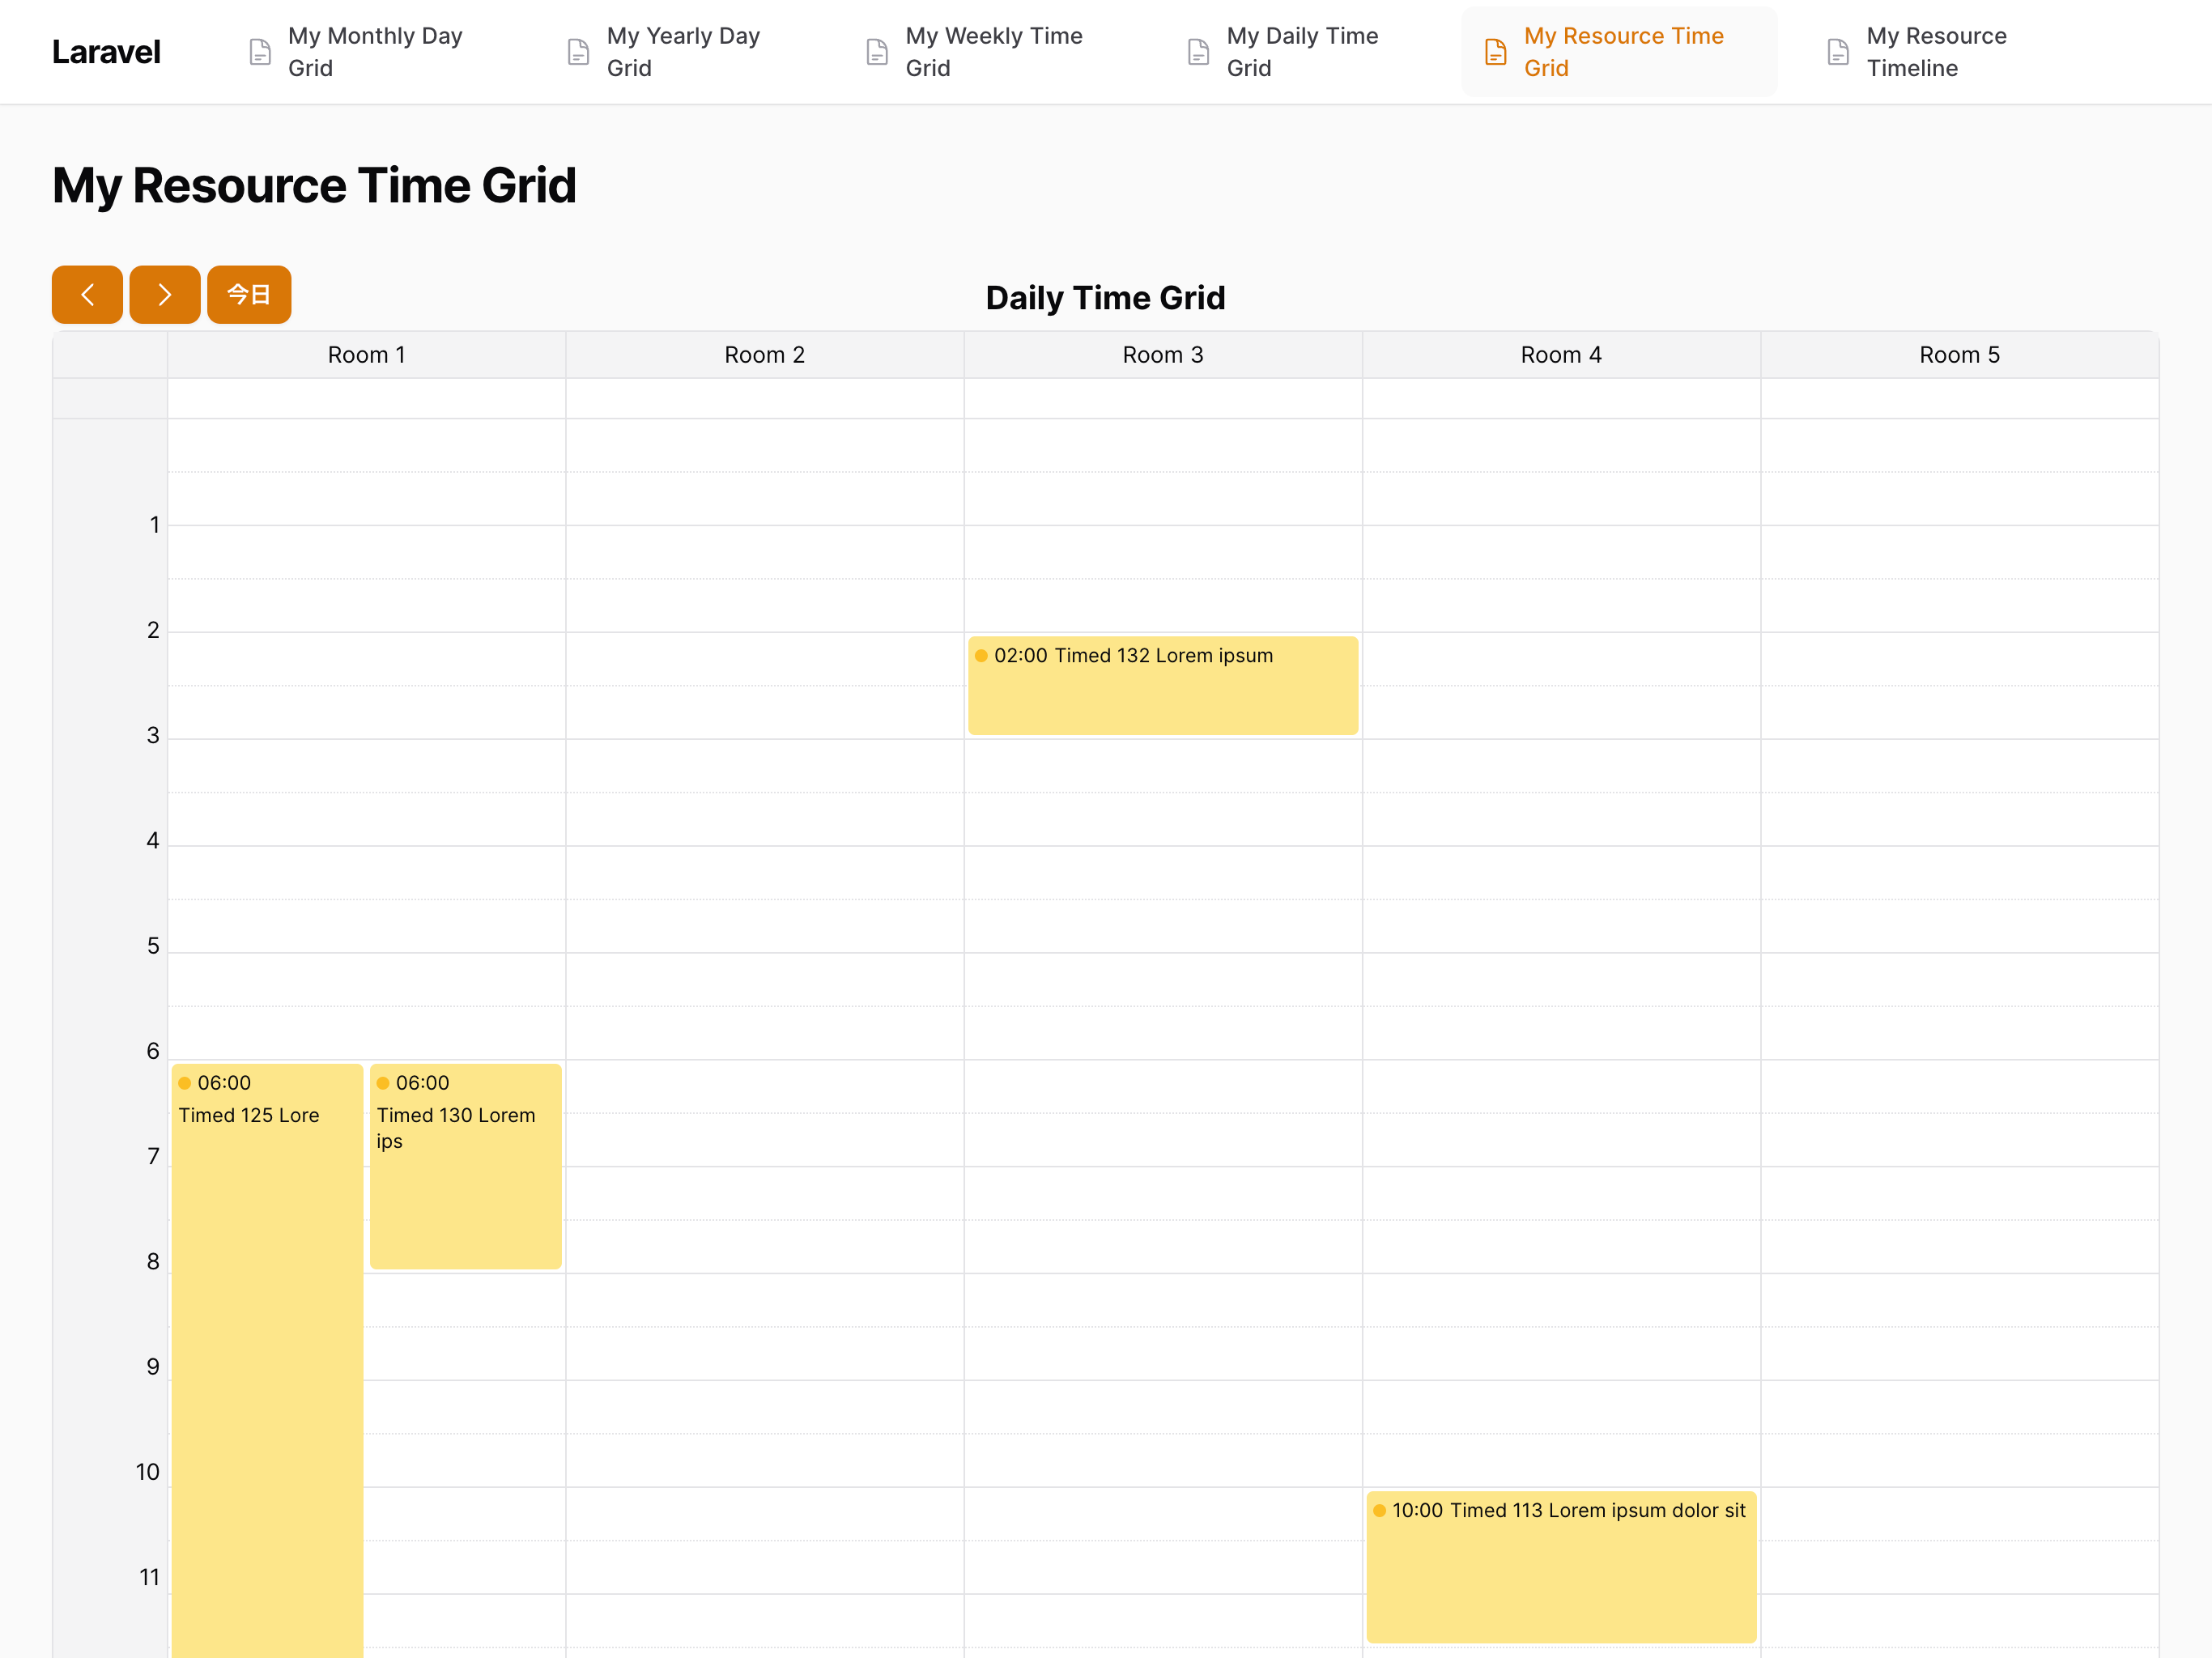 Laravel
My Monthly Day
Grid
My Yearly Day
Grid
My Weekly Time
Grid
My Daily Time
Grid
My Resource Time
Grid
My Resource
Timeline
My Resource Time Grid
今日
Daily Time Grid
Room 1
Room 2
Room 3
Room 4
Room 5
1
2
02:00 Timed 132 Lorem ipsum
3
4
5
6
06:00
Timed 125 Lore
06:00
Timed 130 Lorem
ips
7
8
9
10
10:00 Timed 113 Lorem ipsum dolor sit
11